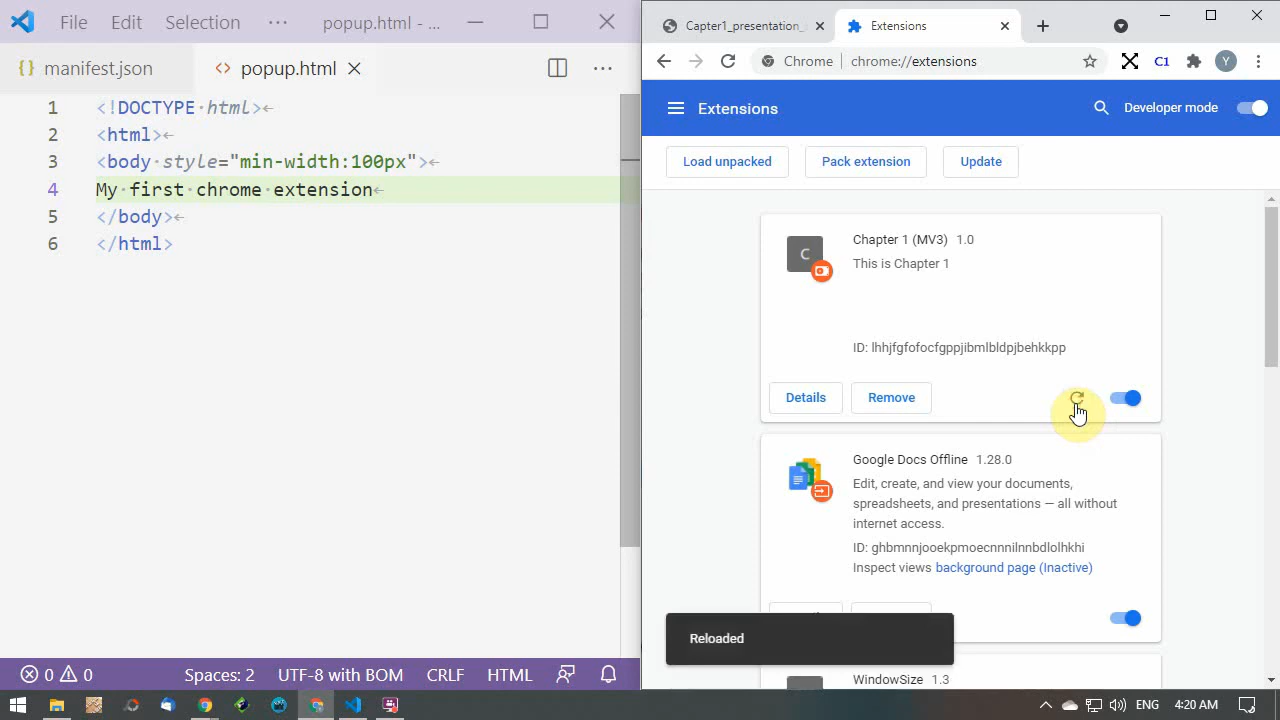 File Edit Selection ··· popup.html - ...
manifest.json popup.html
1 <!DOCTYPE·html>←
2 <html>←
3 <body·style="min-width:100px">←
4 My·first·chrome·extension←
5 </body>←
6 </html>
0 0 Spaces: 2 UTF-8 with BOM CRLF HTML
Capter1_presentation_ Extensions
Chrome | chrome://extensions C1 Y
Extensions Developer mode
Load unpacked Pack extension Update
C Chapter 1 (MV3) 1.0
This is Chapter 1
ID: lhhjfgfofocfgppjibmlbldpjbehkkpp
Details Remove
Google Docs Offline 1.28.0
Edit, create, and view your documents,
spreadsheets, and presentations — all without
internet access.
ID: ghbmnnjooekpmoecnnnilnnbdlolhkhi
Inspect views background page (Inactive)
Reloaded
WindowSize 1.3
ENG 4:20 AM